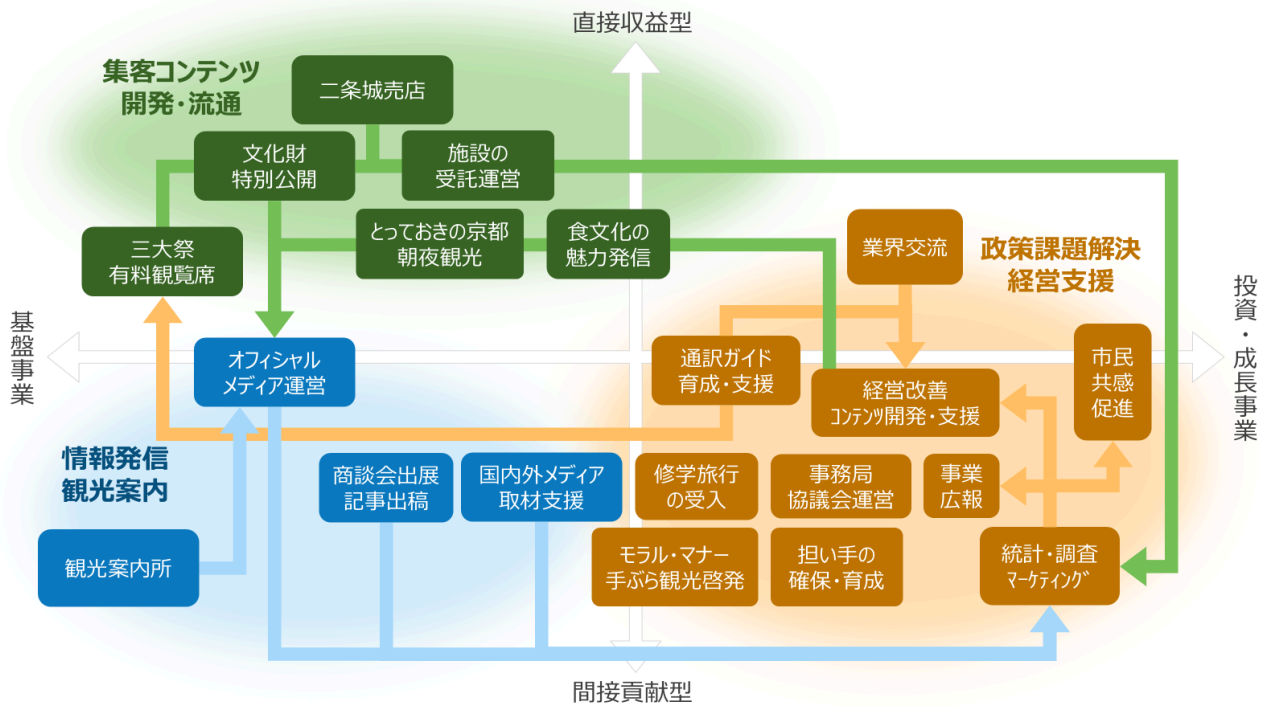 直接収益型
集客コンテンツ
開発・流通
二条城売店
文化財
特別公開
施設の
受託運営
三大祭
有料観覧席
とっておきの京都
朝夜観光
食文化の
魅力発信
業界交流
政策課題解決
経営支援
基盤事業
投資・成長事業
オフィシャル
メディア運営
通訳ガイド
育成・支援
経営改善
コンテンツ開発・支援
市民
共感
促進
情報発信
観光案内
商談会出展
記事出稿
国内外メディア
取材支援
修学旅行
の受入
事務局
協議会運営
事業
広報
観光案内所
モラル・マナー
手ぶら観光啓発
担い手の
確保・育成
統計・調査
マーケティング
間接貢献型